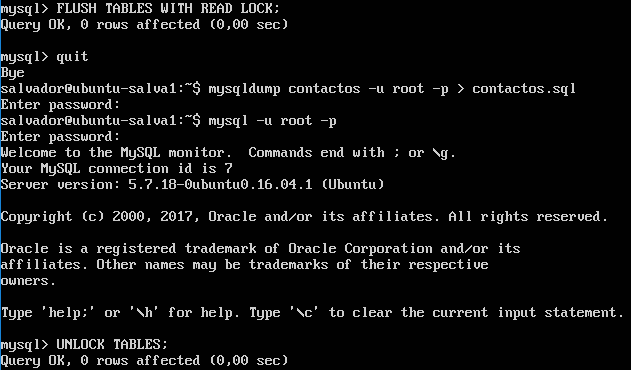 mysql> FLUSH TABLES WITH READ LOCK;
Query OK, 0 rows affected (0,00 sec)
mysql> quit
Bye
salvador@ubuntu-salva1:~$ mysqldump contactos -u root -p > contactos.sql
Enter password:
salvador@ubuntu-salva1:~$ mysql -u root -p
Enter password:
Welcome to the MySQL monitor.  Commands end with ; or \g.
Your MySQL connection id is 7
Server version: 5.7.18-0ubuntu0.16.04.1 (Ubuntu)
Copyright (c) 2000, 2017, Oracle and/or its affiliates. All rights reserved.
Oracle is a registered trademark of Oracle Corporation and/or its
affiliates. Other names may be trademarks of their respective
owners.
Type 'help;' or '\h' for help. Type '\c' to clear the current input statement.
mysql> UNLOCK TABLES;
Query OK, 0 rows affected (0,00 sec)